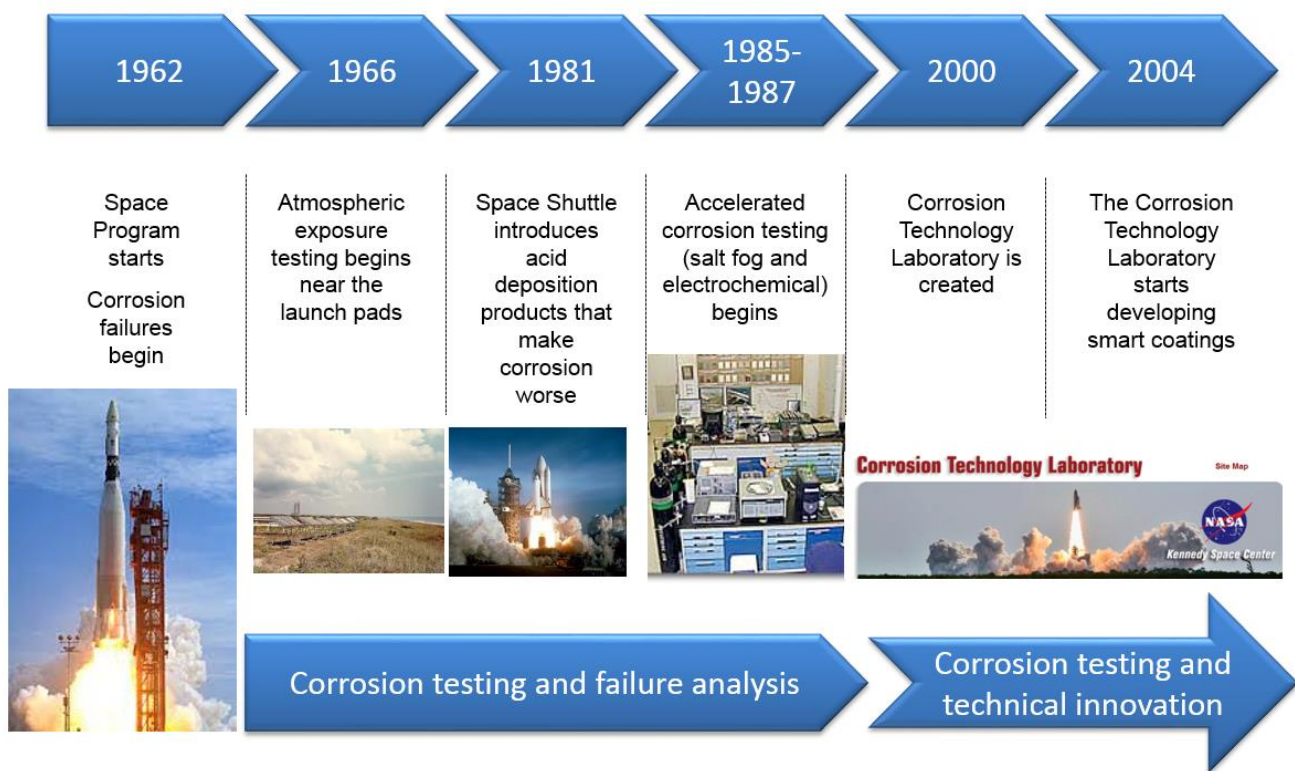 1962
1966
1981
1985-
1987
2000
2004
Space
Program
starts
Corrosion
failures
begin
Atmospheric
exposure
testing begins
near the
launch pads
Space Shuttle
introduces
acid
deposition
products that
make
corrosion
worse
Accelerated
corrosion testing
(salt fog and
electrochemical)
begins
Corrosion
Technology
Laboratory is
created
The Corrosion
Technology
Laboratory
starts
developing
smart coatings
Corrosion Technology Laboratory
Site Map
NASA
Kennedy Space Center
Corrosion testing and failure analysis
Corrosion testing and
technical innovation